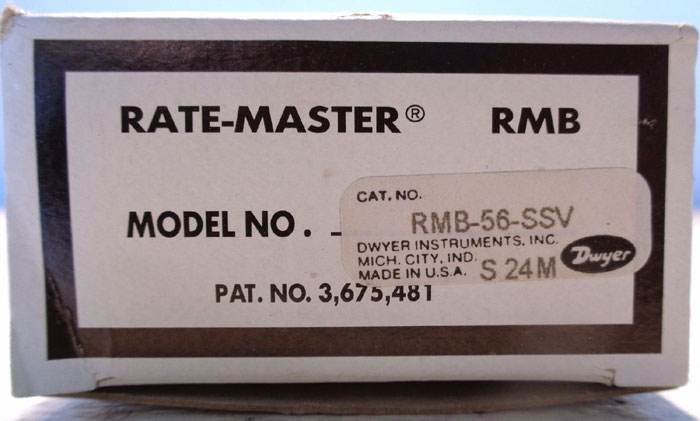 RATE-MASTER® RMB
CAT. NO.
MODEL NO. RMB-56-SSV
DWYER INSTRUMENTS, INC.
MICH. CITY, IND.
MADE IN U.S.A. S 24M Dwyer
PAT. NO. 3,675,481